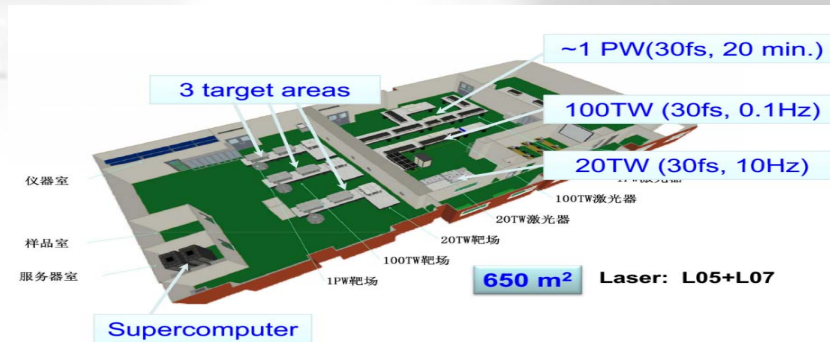 ~1 PW(30fs, 20 min.)
3 target areas
100TW (30fs, 0.1Hz)
20TW (30fs, 10Hz)
仪器室
100TW激光器
20TW激光器
样品室
20TW靶场
100TW靶场
服务器室
1PW靶场
650 m²
Laser: L05+L07
Supercomputer